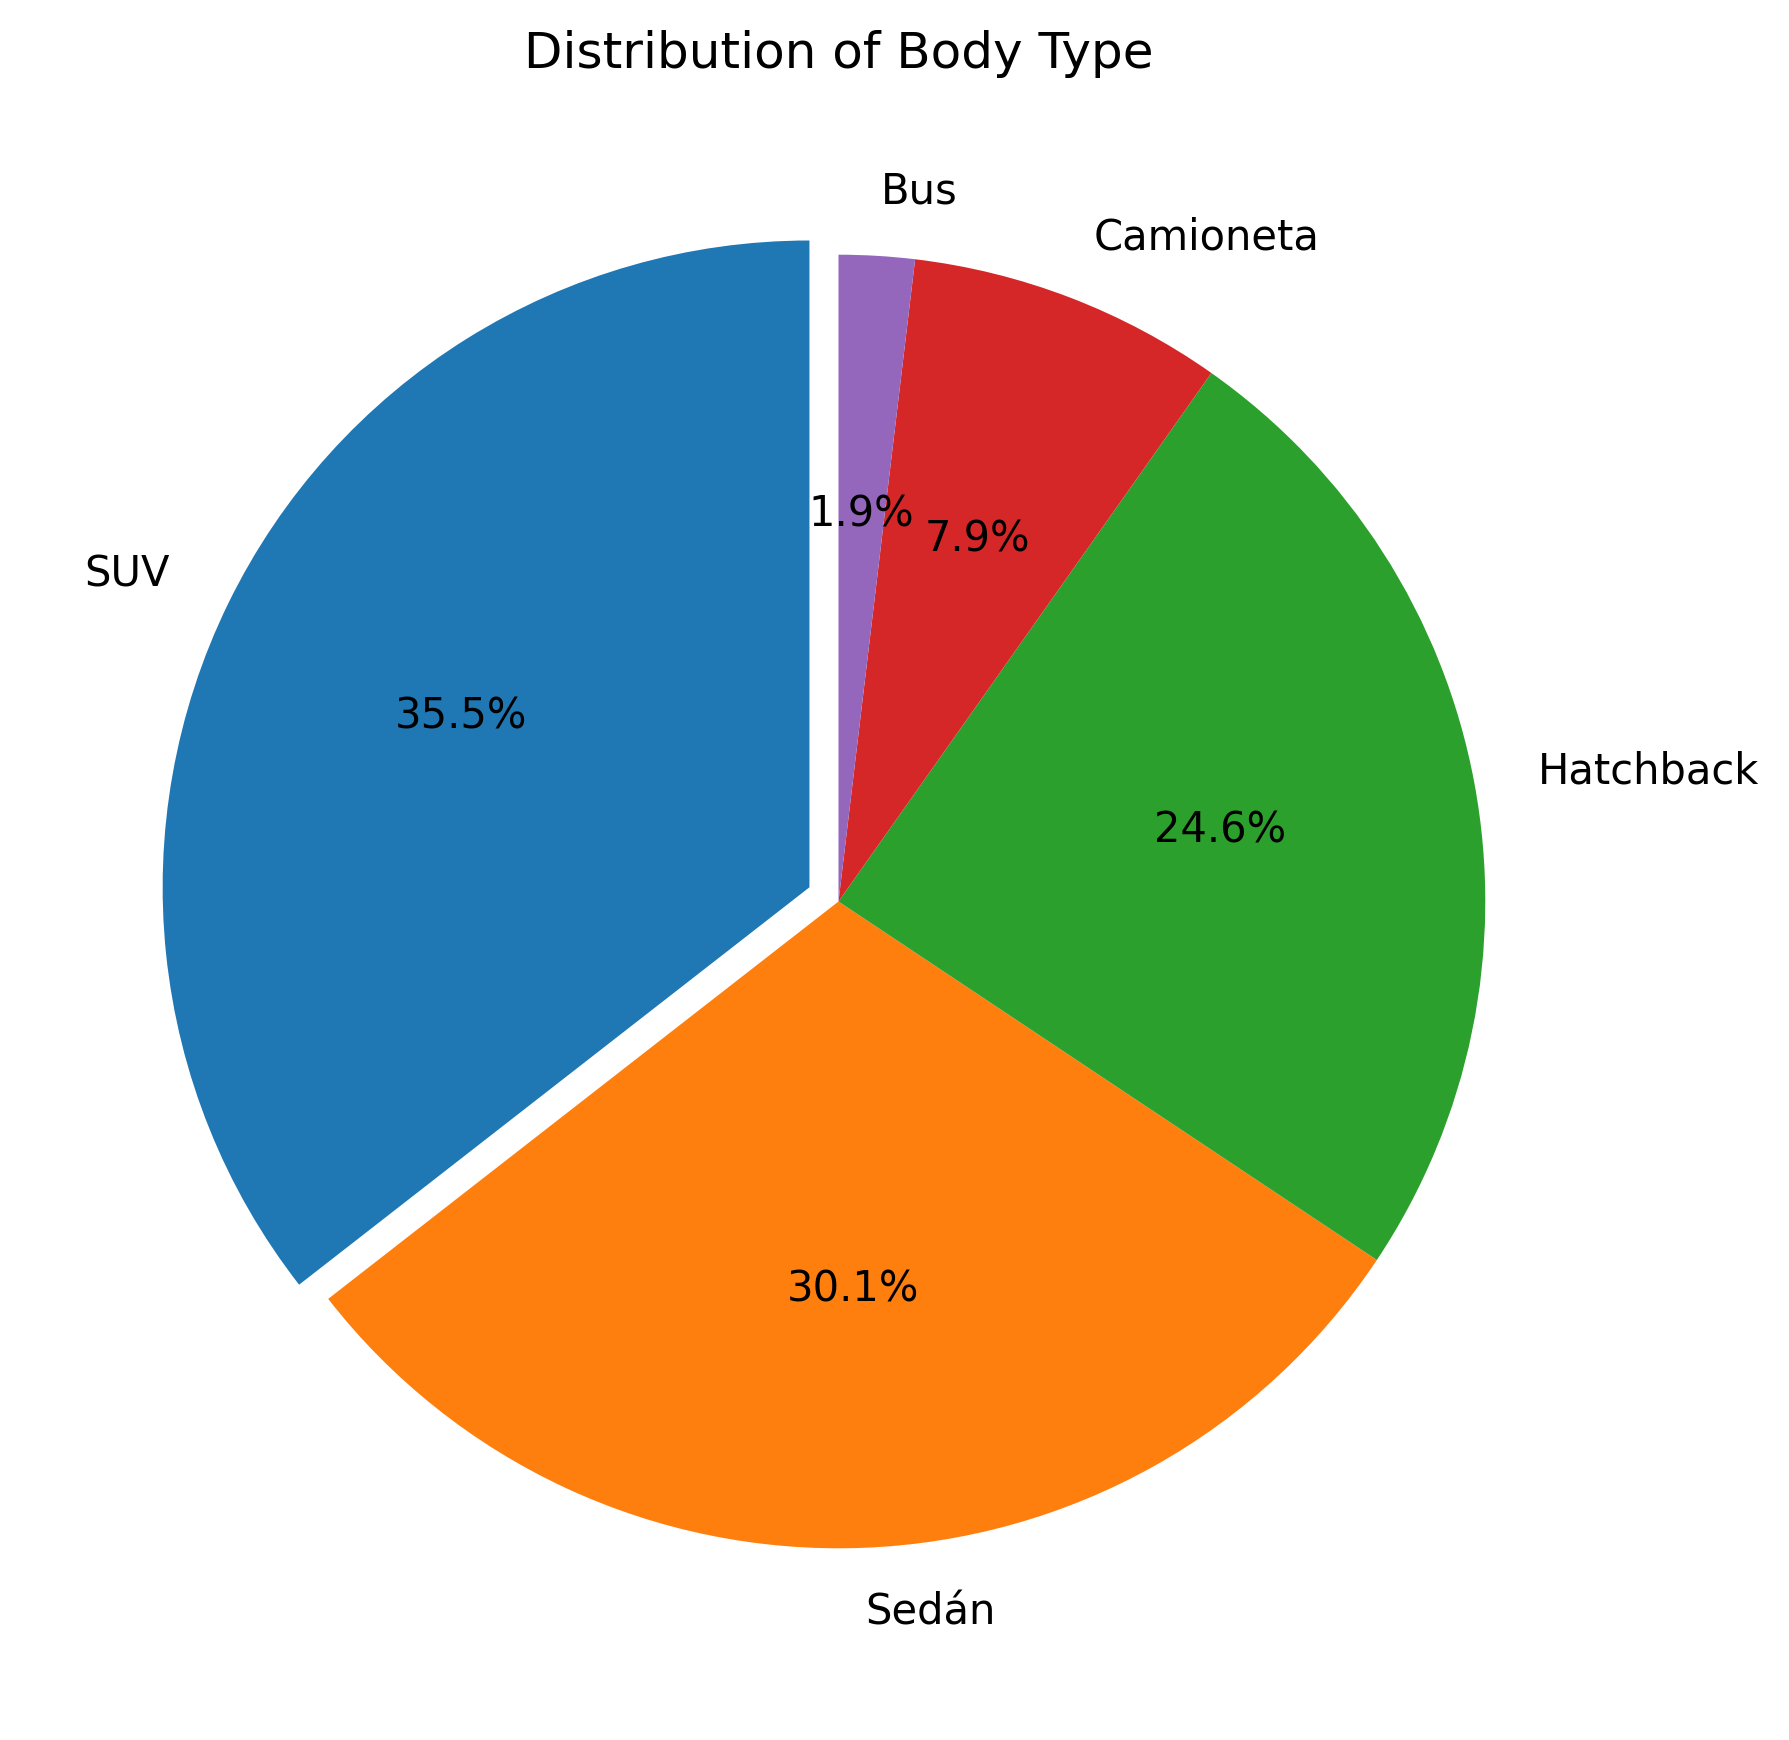 Distribution of Body Type
Bus
Camioneta
SUV
1.9%
7.9%
35.5%
Hatchback
24.6%
30.1%
Sedán